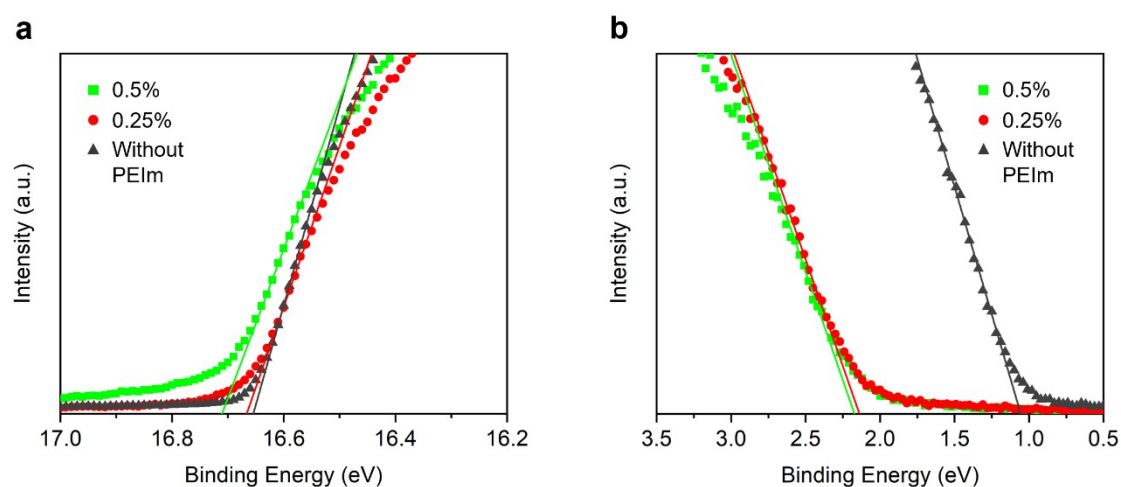 a
0.5%
0.25%
Without
PEIm
Intensity (a.u.)
17.0 16.8 16.6 16.4 16.2
Binding Energy (eV)
b
0.5%
0.25%
Without
PEIm
Intensity (a.u.)
3.5 3.0 2.5 2.0 1.5 1.0 0.5
Binding Energy (eV)